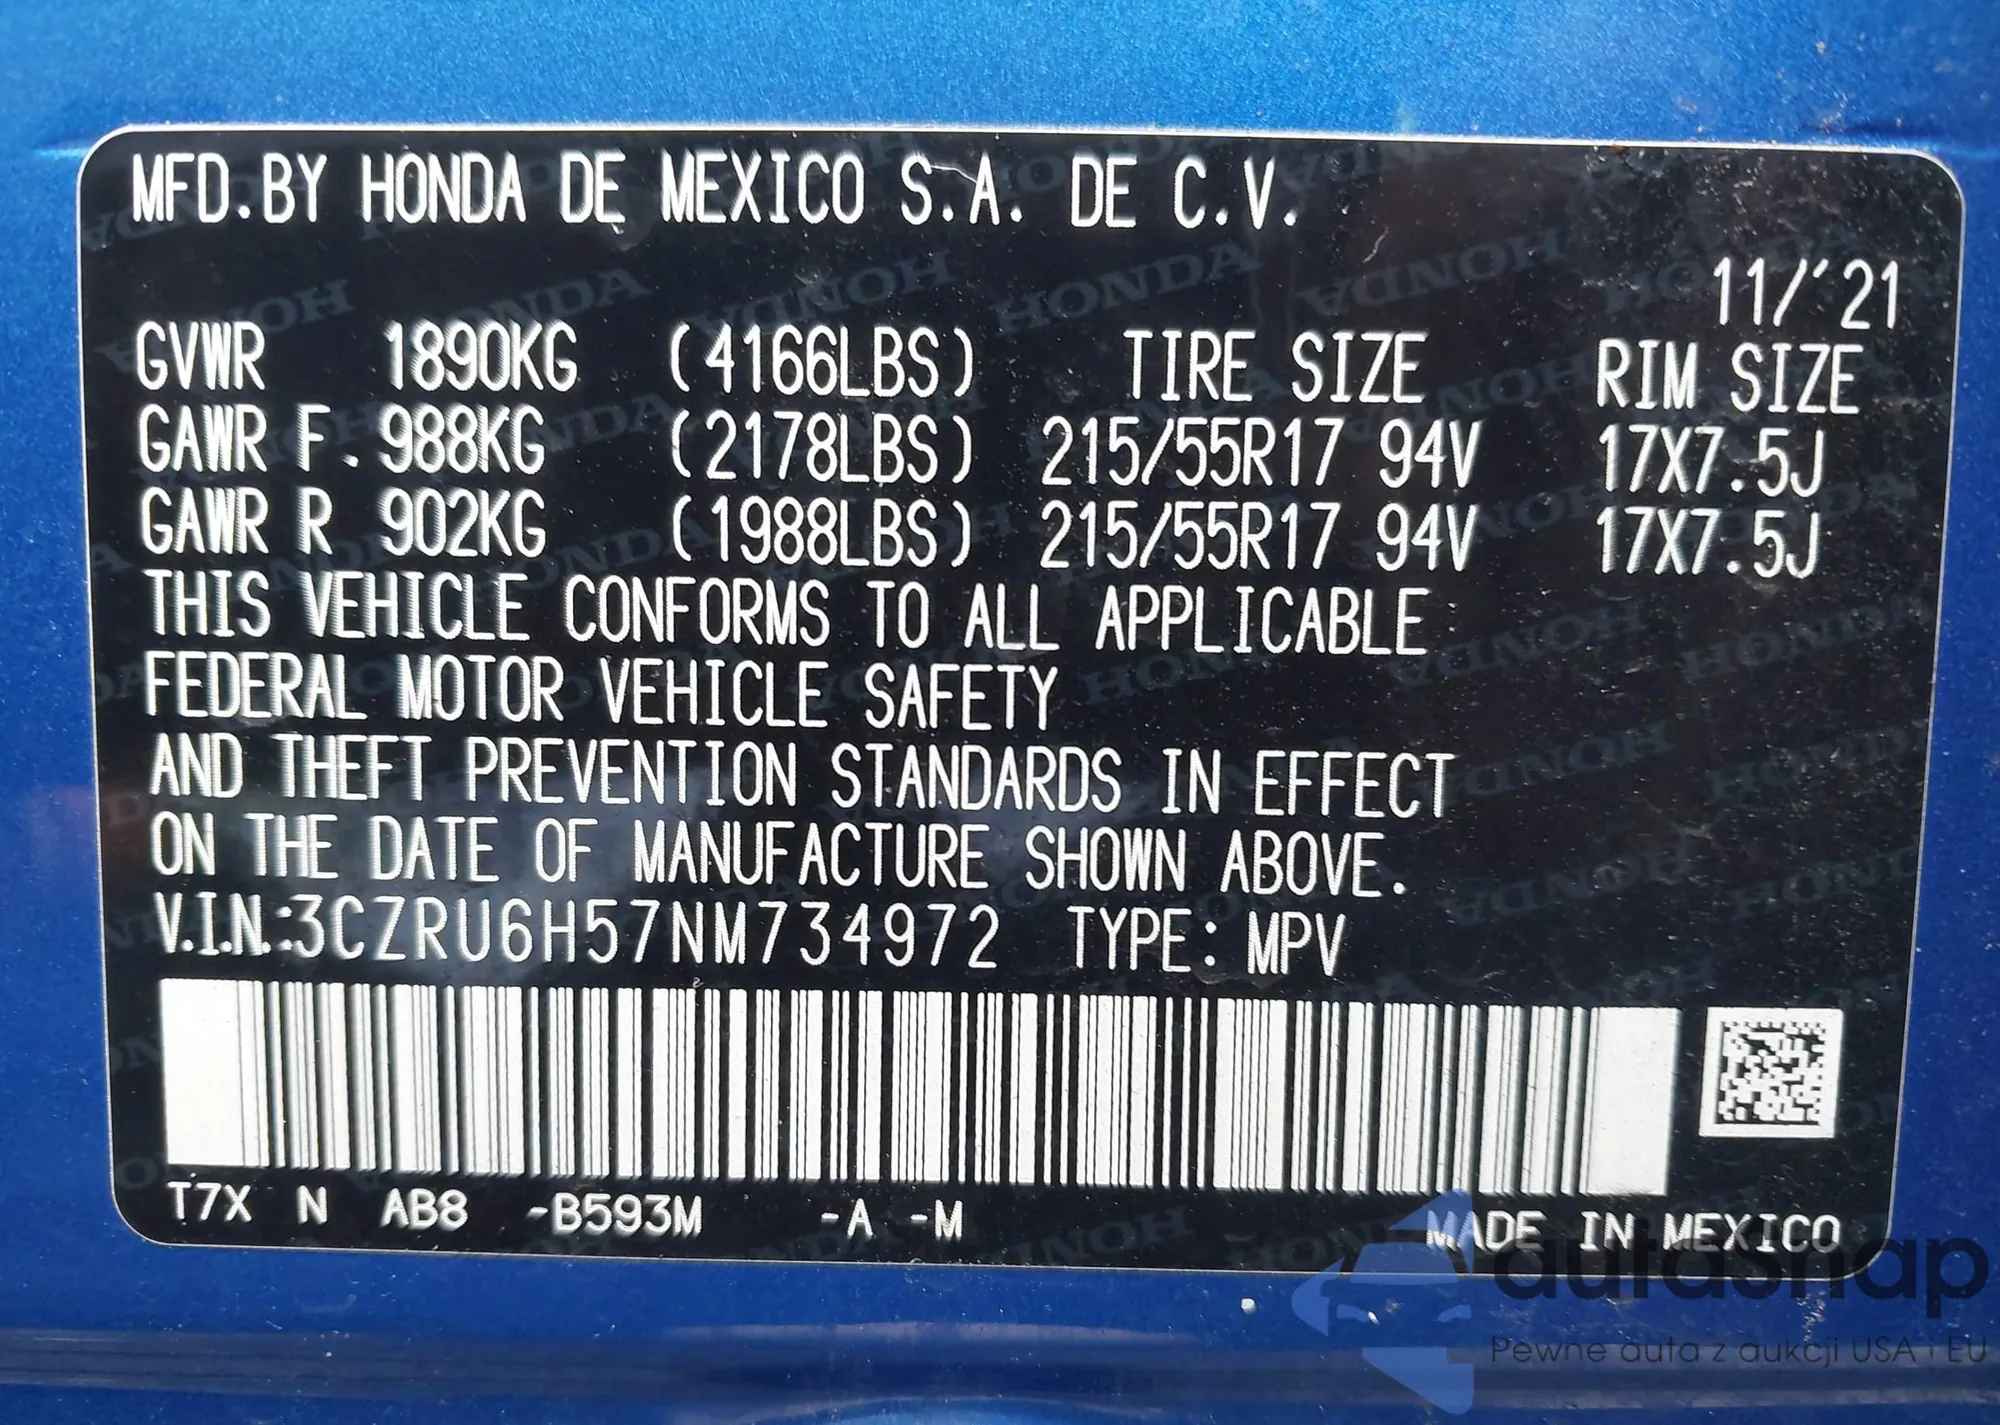 MFD.BY HONDA DE MEXICO S.A. DE C.V.
11/'21
GVWR 1890KG (4166LBS) TIRE SIZE RIM SIZE
GAWR F. 988KG (2178LBS) 215/55R17 94V 17X7.5J
GAWR R 902KG (1988LBS) 215/55R17 94V 17X7.5J
THIS VEHICLE CONFORMS TO ALL APPLICABLE
FEDERAL MOTOR VEHICLE SAFETY
AND THEFT PREVENTION STANDARDS IN EFFECT
ON THE DATE OF MANUFACTURE SHOWN ABOVE.
V.I.N.:3CZRU6H57NM734972 TYPE: MPV
T7X N AB8 -B593M -A -M MADE IN MEXICO
autasnap
Pewne auta z aukcji USA i EU